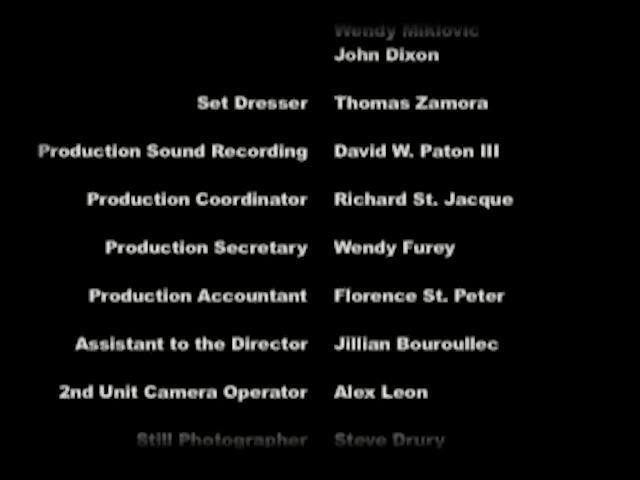 Wendy Miklovic
John Dixon
Set Dresser Thomas Zamora
Production Sound Recording David W. Paton III
Production Coordinator Richard St. Jacque
Production Secretary Wendy Furey
Production Accountant Florence St. Peter
Assistant to the Director Jillian Bouroullec
2nd Unit Camera Operator Alex Leon
Still Photographer Steve Drury